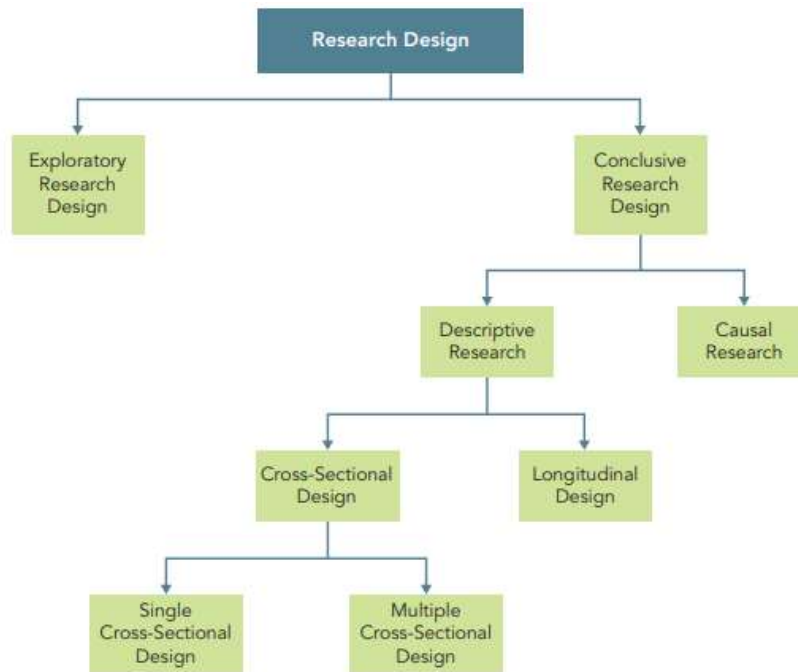 Research Design
Exploratory
Research
Design
Conclusive
Research
Design
Descriptive
Research
Causal
Research
Cross-Sectional
Design
Longitudinal
Design
Single
Cross-Sectional
Design
Multiple
Cross-Sectional
Design